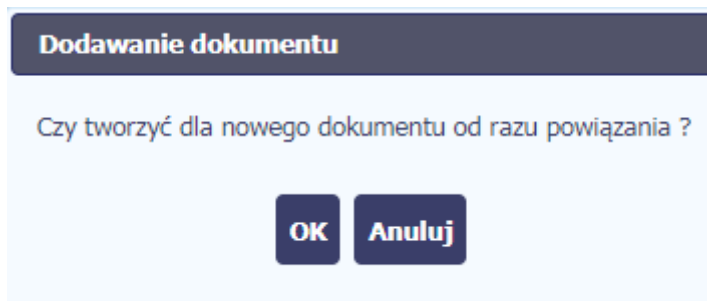 Dodawanie dokumentu
Czy tworzyć dla nowego dokumentu od razu powiązania ?
OK Anuluj